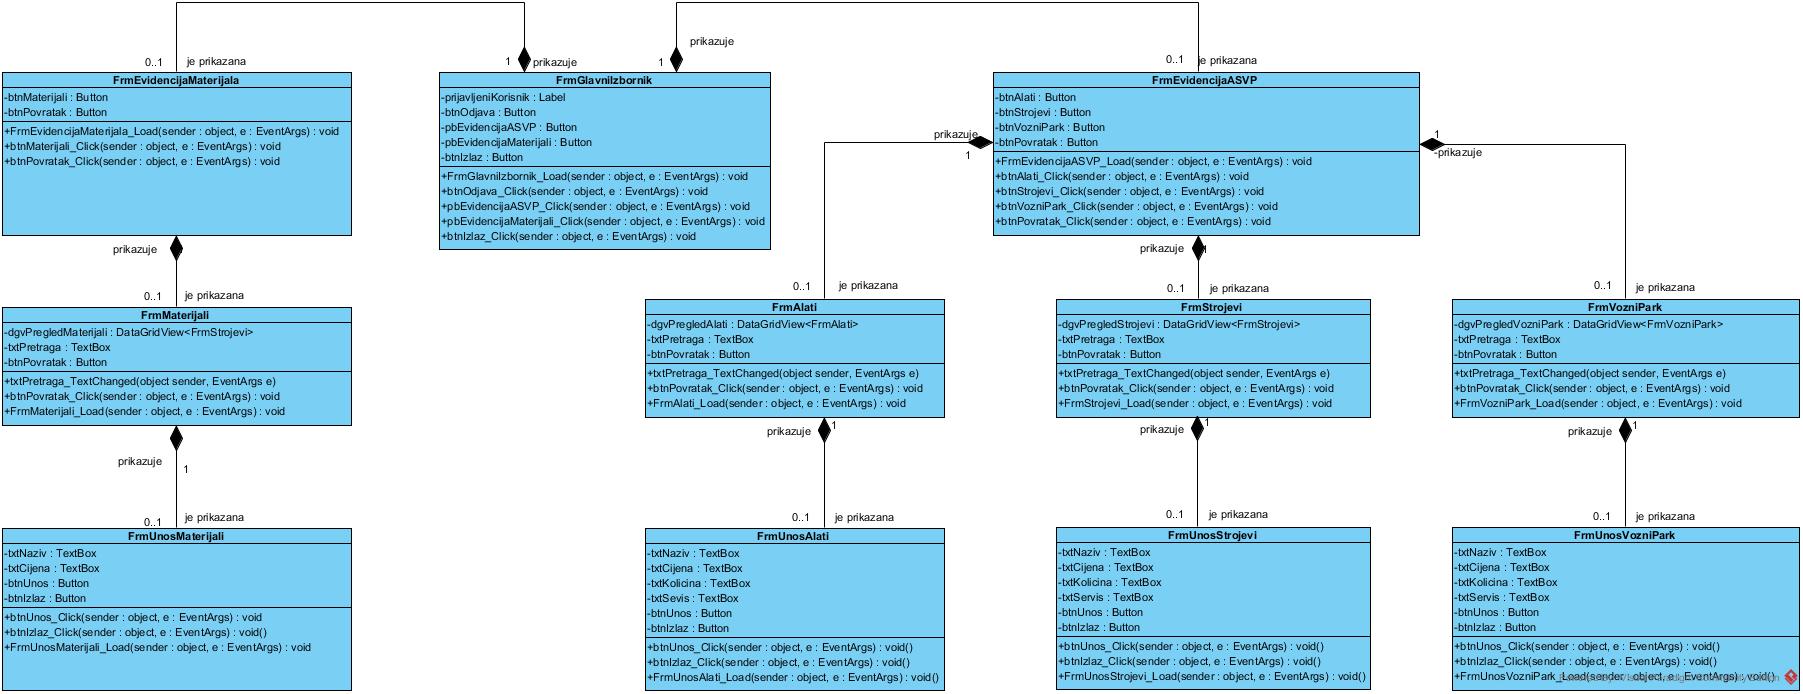 prikazuje
0..1
je prikazana
1
prikazuje
1
0..1
je prikazana
FrmEvidencijaMaterijala
-btnMaterijali : Button
-btnPovratak : Button
+FrmEvidencijaMaterijala_Load(sender : object, e : EventArgs) : void
+btnMaterijali_Click(sender : object, e : EventArgs) : void
+btnPovratak_Click(sender : object, e : EventArgs) : void
FrmGlavniIzbornik
-prijavljeniKorisnik : Label
-btnOdjava : Button
-pbEvidencijaASVP : Button
-pbEvidencijaMaterijali : Button
-btnIzlaz : Button
+FrmGlavniIzbornik_Load(sender : object, e : EventArgs) : void
+btnOdjava_Click(sender : object, e : EventArgs) : void
+pbEvidencijaASVP_Click(sender : object, e : EventArgs) : void
+pbEvidencijaMaterijali_Click(sender : object, e : EventArgs) : void
+btnIzlaz_Click(sender : object, e : EventArgs) : void
FrmEvidencijaASVP
-btnAlati : Button
-btnStrojevi : Button
-btnVozniPark : Button
-btnPovratak : Button
+FrmEvidencijaASVP_Load(sender : object, e : EventArgs) : void
+btnAlati_Click(sender : object, e : EventArgs) : void
+btnStrojevi_Click(sender : object, e : EventArgs) : void
+btnVozniPark_Click(sender : object, e : EventArgs) : void
+btnPovratak_Click(sender : object, e : EventArgs) : void
prikazuje
1
1
-prikazuje
prikazuje
0..1
je prikazana
0..1
je prikazana
prikazuje
1
0..1
je prikazana
0..1
je prikazana
FrmMaterijali
-dgvPregledMaterijali : DataGridView<FrmStrojevi>
-txtPretraga : TextBox
-btnPovratak : Button
+txtPretraga_TextChanged(object sender, EventArgs e)
+btnPovratak_Click(sender : object, e : EventArgs) : void
+FrmMaterijali_Load(sender : object, e : EventArgs) : void
FrmAlati
-dgvPregledAlati : DataGridView<FrmAlati>
-txtPretraga : TextBox
-btnPovratak : Button
+txtPretraga_TextChanged(object sender, EventArgs e)
+btnPovratak_Click(sender : object, e : EventArgs) : void
+FrmAlati_Load(sender : object, e : EventArgs) : void
FrmStrojevi
-dgvPregledStrojevi : DataGridView<FrmStrojevi>
-txtPretraga : TextBox
-btnPovratak : Button
+txtPretraga_TextChanged(object sender, EventArgs e)
+btnPovratak_Click(sender : object, e : EventArgs) : void
+FrmStrojevi_Load(sender : object, e : EventArgs) : void
FrmVozniPark
-dgvPregledVozniPark : DataGridView<FrmVozniPark>
-txtPretraga : TextBox
-btnPovratak : Button
+txtPretraga_TextChanged(object sender, EventArgs e)
+btnPovratak_Click(sender : object, e : EventArgs) : void
+FrmVozniPark_Load(sender : object, e : EventArgs) : void
prikazuje
1
0..1
je prikazana
prikazuje
1
0..1
je prikazana
prikazuje
1
0..1
je prikazana
prikazuje
1
0..1
je prikazana
FrmUnosMaterijali
-txtNaziv : TextBox
-txtCijena : TextBox
-btnUnos : Button
-btnIzlaz : Button
+btnUnos_Click(sender : object, e : EventArgs) : void
+btnIzlaz_Click(sender : object, e : EventArgs) : void()
+FrmUnosMaterijali_Load(sender : object, e : EventArgs) : void
FrmUnosAlati
-txtNaziv : TextBox
-txtCijena : TextBox
-txtKolicina : TextBox
-txtSevis : TextBox
-btnUnos : Button
-btnIzlaz : Button
+btnUnos_Click(sender : object, e : EventArgs) : void()
+btnIzlaz_Click(sender : object, e : EventArgs) : void()
+FrmUnosAlati_Load(sender : object, e : EventArgs) : void()
FrmUnosStrojevi
-txtNaziv : TextBox
-txtCijena : TextBox
-txtKolicina : TextBox
-txtServis : TextBox
-btnUnos : Button
-btnIzlaz : Button
+btnUnos_Click(sender : object, e : EventArgs) : void()
+btnIzlaz_Click(sender : object, e : EventArgs) : void()
+FrmUnosStrojevi_Load(sender : object, e : EventArgs) : void()
FrmUnosVozniPark
-txtNaziv : TextBox
-txtCijena : TextBox
-txtKolicina : TextBox
-txtServis : TextBox
-btnUnos : Button
-btnIzlaz : Button
+btnUnos_Click(sender : object, e : EventArgs) : void()
+btnIzlaz_Click(sender : object, e : EventArgs) : void()
+FrmUnosVozniPark_Load(sender : object, e : EventArgs) : void()